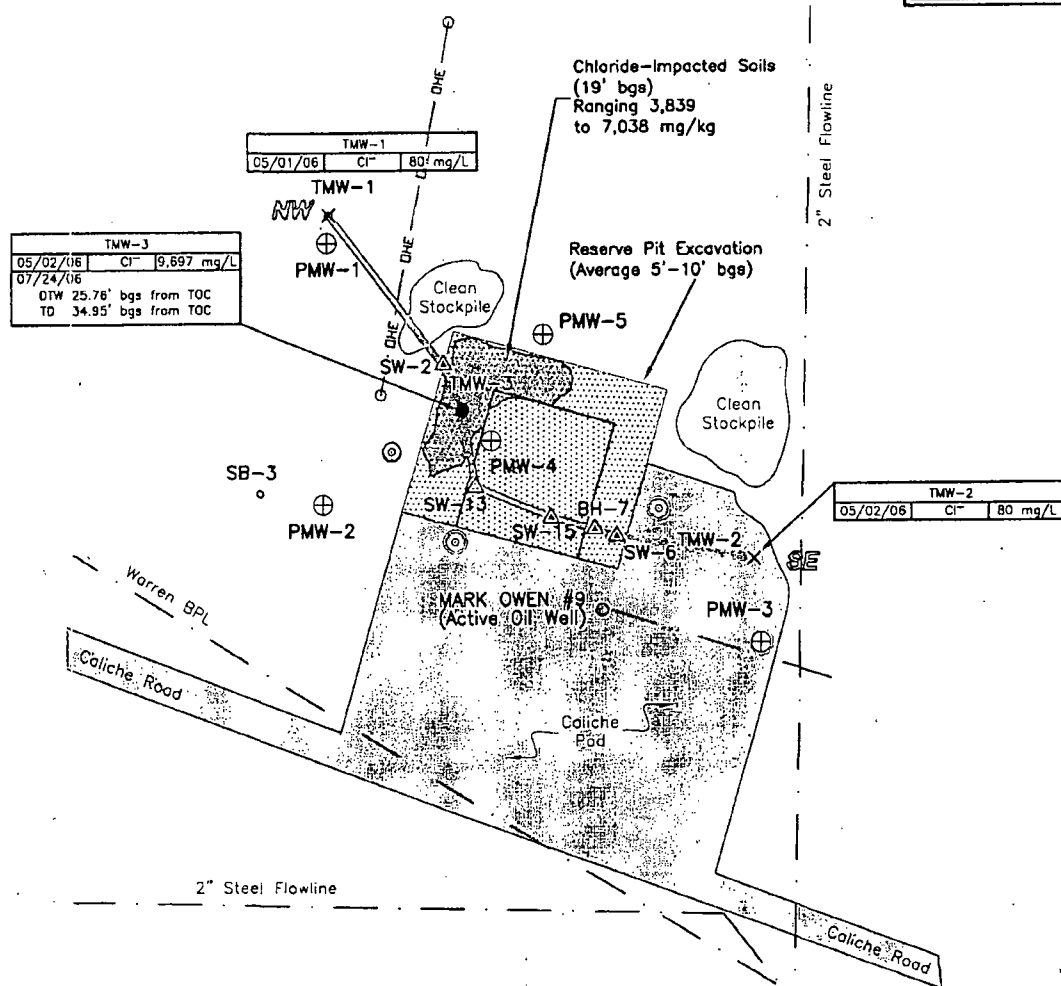 OHE
Chloride-Impacted Soils
(19' bgs)
Ranging 3,839
to 7,038 mg/kg
2" Steel Flowline
TMW-1
05/01/06 Cl⁻ 80 mg/L
OHE
TMW-1
NW
PMW-1
OHE
Reserve Pit Excavation
(Average 5'-10' bgs)
TMW-3
05/02/06 Cl⁻ 9,697 mg/L
07/24/06
DTW 25.76' bgs from TOC
TD 34.95' bgs from TOC
Clean
Stockpile
PMW-5
OHE
SW-2
TMW-3
Clean
Stockpile
PMW-4
SB-3
PMW-2
SW-13
SW-15
BH-7
SW-6
TMW-2
TMW-2
05/02/06 Cl⁻ 80 mg/L
SE
Warren BPL
MARK OWEN #9
(Active Oil Well)
PMW-3
Caliche Road
Caliche
Pad
2" Steel Flowline
Caliche Road